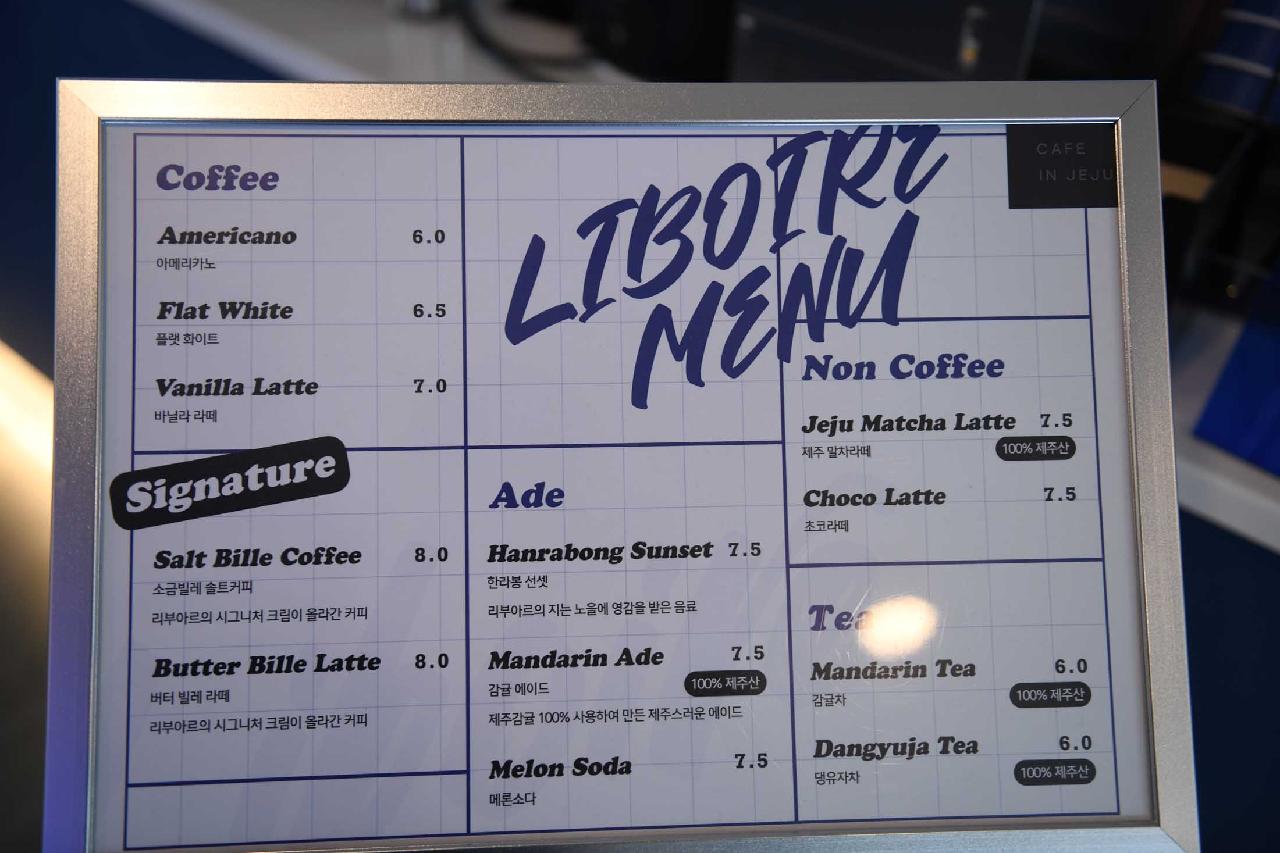 LIBOIRE
MENU
CAFE
IN JEJU
Coffee
Americano 6.0
아메리카노
Flat White 6.5
플랫 화이트
Vanilla Latte 7.0
바닐라 라떼
Signature
Salt Bille Coffee 8.0
소금빌레 솔트커피
리부아르의 시그니처 크림이 올라간 커피
Butter Bille Latte 8.0
버터 빌레 라떼
리부아르의 시그니처 크림이 올라간 커피
Ade
Hanrabong Sunset 7.5
한라봉 선셋
리부아르의 지는 노을에 영감을 받은 음료
Mandarin Ade 7.5
감귤 에이드 100% 제주산
제주감귤 100% 사용하여 만든 제주스러운 에이드
Melon Soda 7.5
메론소다
Non Coffee
Jeju Matcha Latte 7.5
제주 말차라떼 100% 제주산
Choco Latte 7.5
초코라떼
Tea
Mandarin Tea 6.0
감귤차 100% 제주산
Dangyuja Tea 6.0
댕유자차 100% 제주산